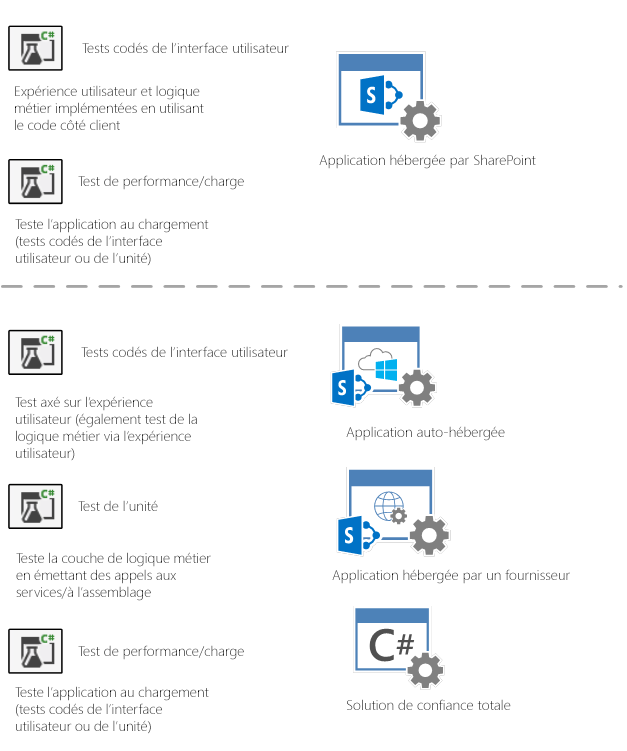 C#
Tests codés de l'interface utilisateur
Expérience utilisateur et logique
métier implémentées en utilisant
le code côté client
S
Application hébergée par SharePoint
C#
Test de performance/charge
Teste l'application au chargement
(tests codés de l'interface
utilisateur ou de l'unité)
C#
Tests codés de l'interface utilisateur
Test axé sur l'expérience
utilisateur (également test de la
logique métier via l'expérience
utilisateur)
S
Application auto-hébergée
C#
Test de l'unité
Teste la couche de logique métier
en émettant des appels aux
services/à l'assemblage
S
Application hébergée par un fournisseur
C#
Test de performance/charge
Teste l'application au chargement
(tests codés de l'interface
utilisateur ou de l'unité)
C#
Solution de confiance totale